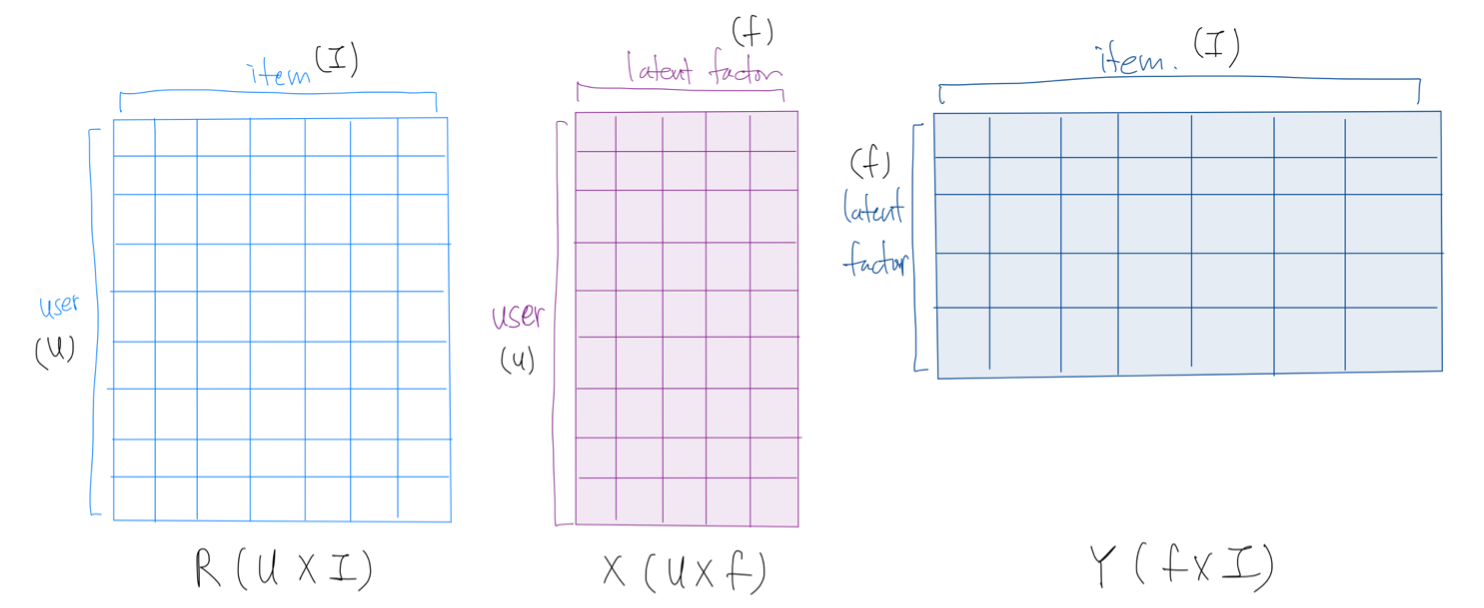 item (I)
user
(U)
R (U X I)
(f)
latent factor
user
(u)
X (U X f)
item. (I)
(f)
latent
factor
Y ( f X I )